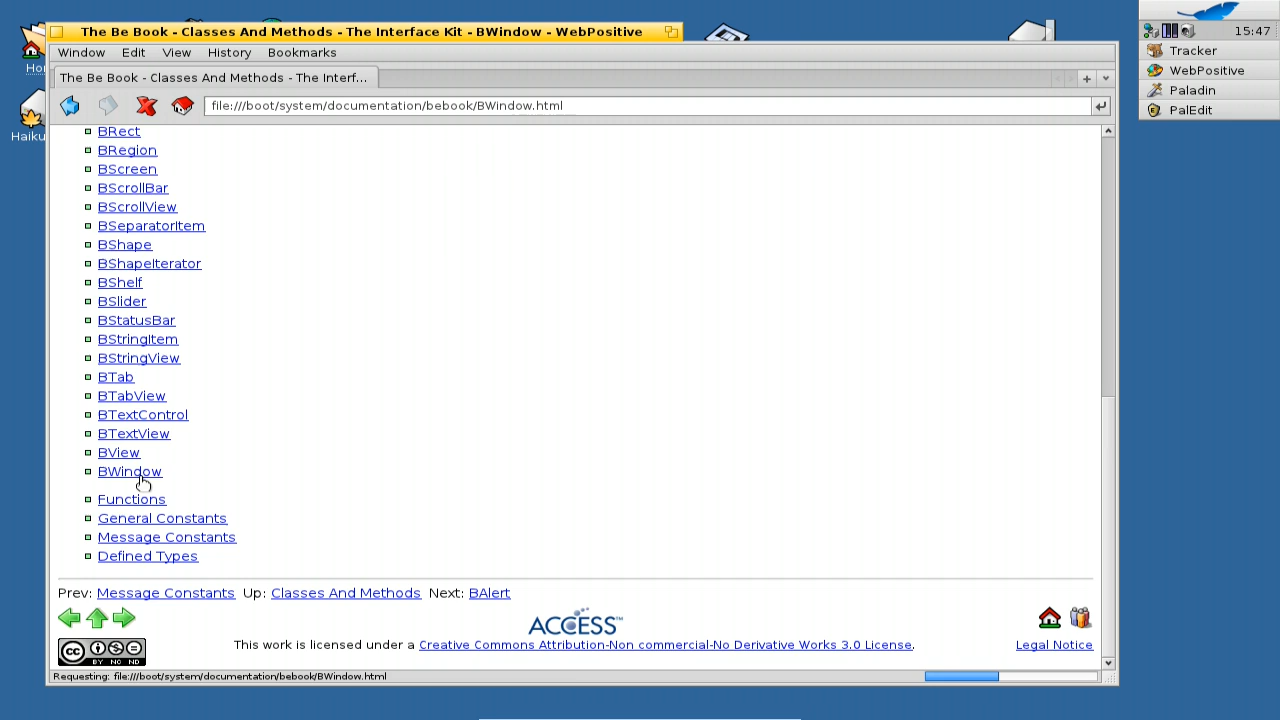 The Be Book - Classes And Methods - The Interface Kit - BWindow - WebPositive
Window Edit View History Bookmarks
The Be Book - Classes And Methods - The Interf...
file:///boot/system/documentation/bebook/BWindow.html
BRect
BRegion
BScreen
BScrollBar
BScrollView
BSeparatorItem
BShape
BShapeIterator
BShelf
BSlider
BStatusBar
BStringItem
BStringView
BTab
BTabView
BTextControl
BTextView
BView
BWindow
Functions
General Constants
Message Constants
Defined Types
Prev: Message Constants Up: Classes And Methods Next: BAlert
ACCESS™
This work is licensed under a Creative Commons Attribution-Non commercial-No Derivative Works 3.0 License.
Legal Notice
cc BY NC ND
Requesting: file:///boot/system/documentation/bebook/BWindow.html
15:47
Tracker
WebPositive
Paladin
PalEdit